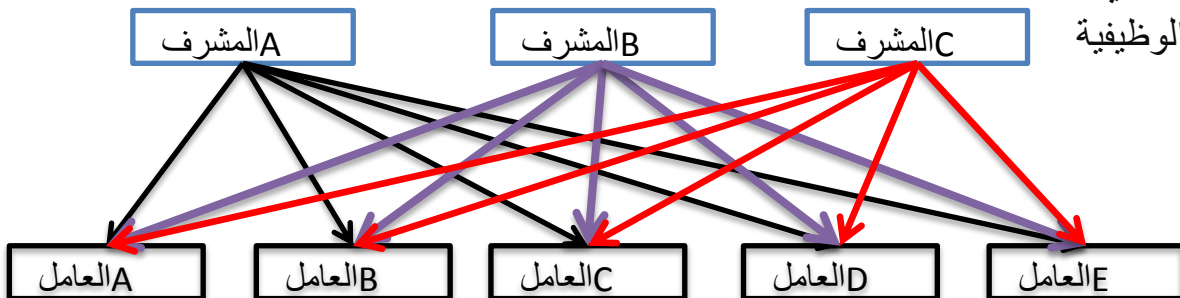 الوظيفية
المشرفA
المشرفB
المشرفC
العاملA
العاملB
العاملC
العاملD
العاملE